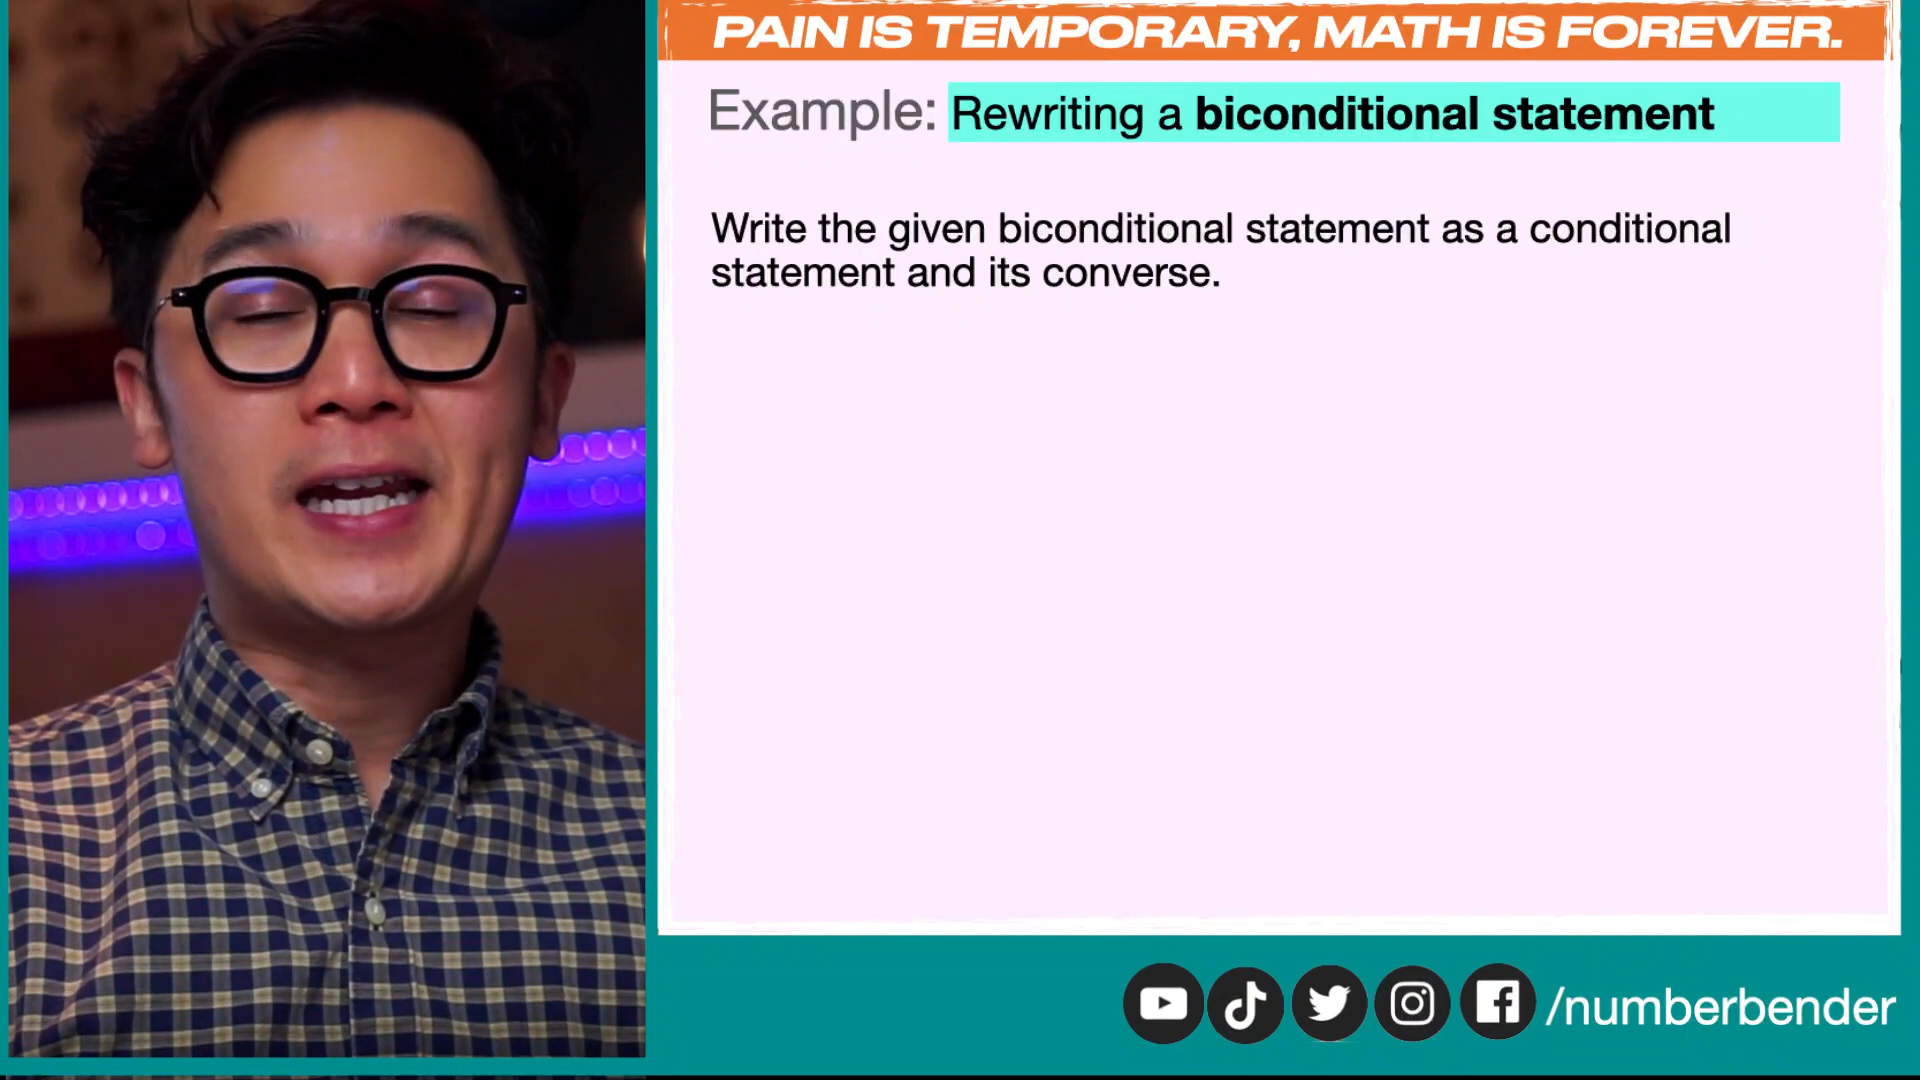 PAIN IS TEMPORARY, MATH IS FOREVER.
Example: Rewriting a biconditional statement
Write the given biconditional statement as a conditional
statement and its converse.
/numberbender